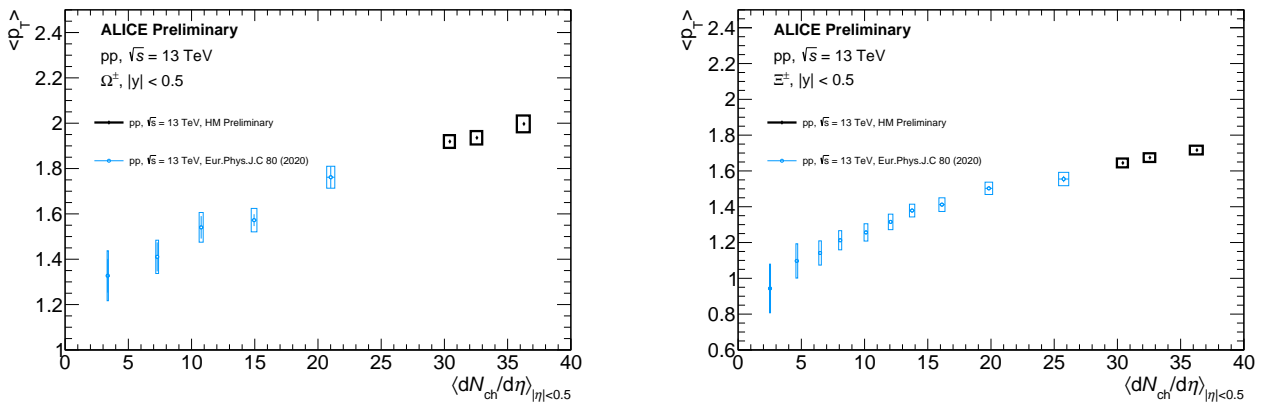 <p_T>
2.4
2.2
2
1.8
1.6
1.4
1.2
1
ALICE Preliminary
pp, √s = 13 TeV
Ω±, |y| < 0.5
pp, √s = 13 TeV, HM Preliminary
pp, √s = 13 TeV, Eur.Phys.J.C 80 (2020)
0 5 10 15 20 25 30 35 40
⟨dN_ch/dη⟩_|η|<0.5
<p_T>
2.4
2.2
2
1.8
1.6
1.4
1.2
1
0.8
0.6
ALICE Preliminary
pp, √s = 13 TeV
Ξ±, |y| < 0.5
pp, √s = 13 TeV, HM Preliminary
pp, √s = 13 TeV, Eur.Phys.J.C 80 (2020)
0 5 10 15 20 25 30 35 40
⟨dN_ch/dη⟩_|η|<0.5